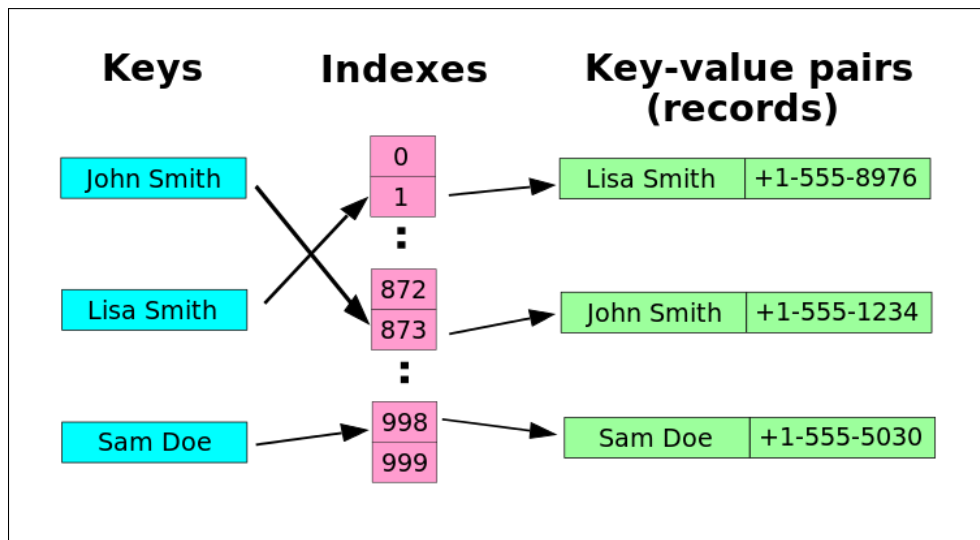 Keys
Indexes
Key-value pairs
(records)
John Smith
Lisa Smith
Sam Doe
0
1
:
872
873
:
998
999
Lisa Smith +1-555-8976
John Smith +1-555-1234
Sam Doe +1-555-5030